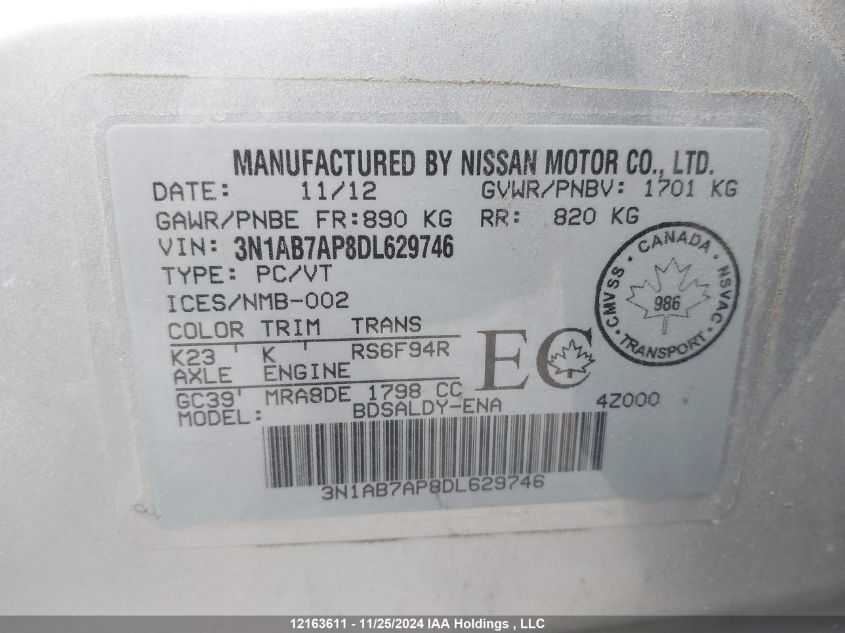 MANUFACTURED BY NISSAN MOTOR CO., LTD.
DATE: 11/12 GVWR/PNBV: 1701 KG
GAWR/PNBE FR:890 KG RR: 820 KG
VIN: 3N1AB7AP8DL629746
TYPE: PC/VT
ICES/NMB-002
CANADA
CMVSS NSVAC
986
TRANSPORT
COLOR TRIM TRANS
K23 K RS6F94R
AXLE ENGINE
GC39 MRA8DE 1798 CC
EC
MODEL: BDSALDY-ENA 4Z000
3N1AB7AP8DL629746
12163611 - 11/25/2024 IAA Holdings , LLC